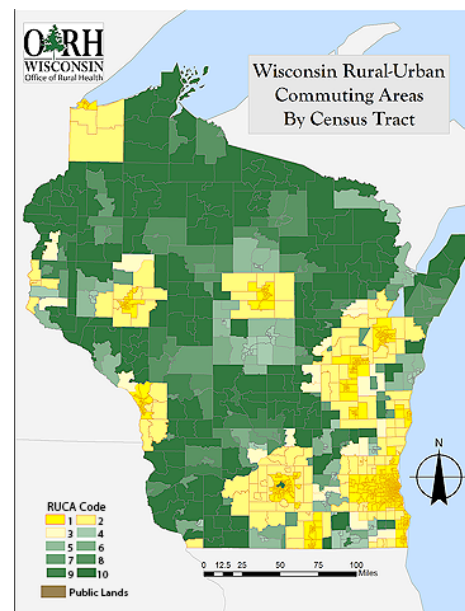 ORH
WISCONSIN
Office of Rural Health
Wisconsin Rural-Urban
Commuting Areas
By Census Tract
N
RUCA Code
1 2
3 4
5 6
7 8
9 10
Public Lands
0 12.5 25 50 75 100
Miles